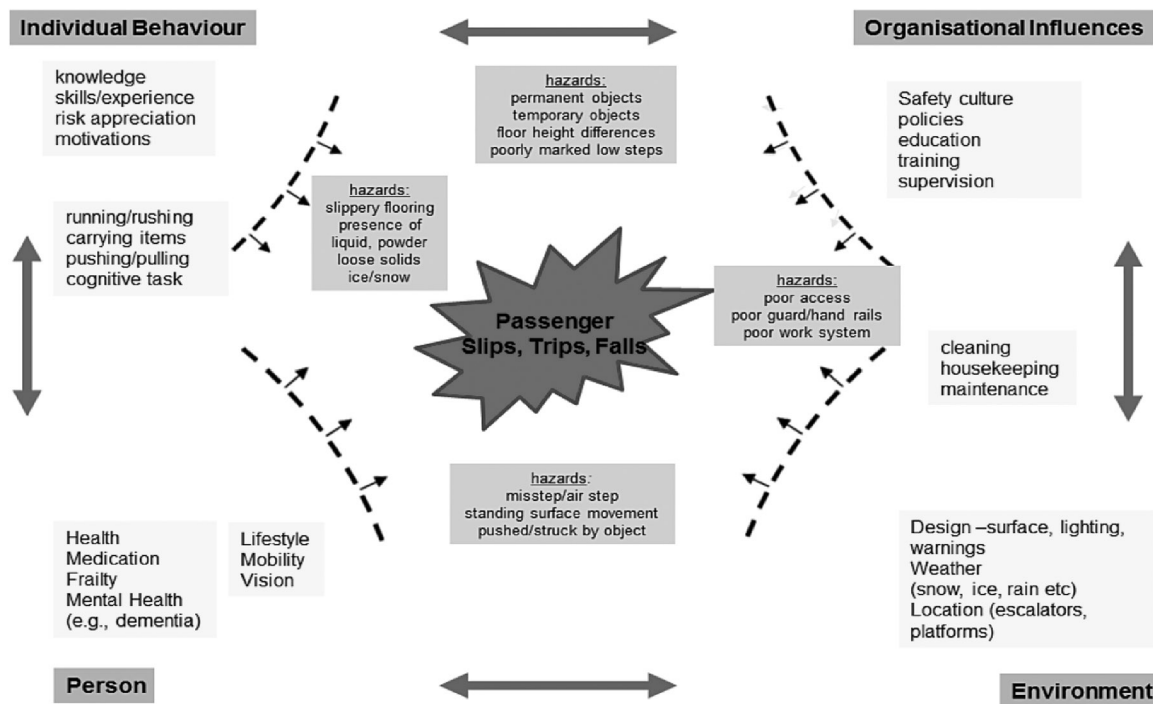 Individual Behaviour
Organisational Influences
knowledge
skills/experience
risk appreciation
motivations
hazards:
permanent objects
temporary objects
floor height differences
poorly marked low steps
Safety culture
policies
education
training
supervision
running/rushing
carrying items
pushing/pulling
cognitive task
hazards:
slippery flooring
presence of
liquid, powder
loose solids
ice/snow
Passenger
Slips, Trips, Falls
hazards:
poor access
poor guard/hand rails
poor work system
cleaning
housekeeping
maintenance
hazards:
misstep/air step
standing surface movement
pushed/struck by object
Health
Medication
Frailty
Mental Health
(e.g., dementia)
Lifestyle
Mobility
Vision
Design –surface, lighting,
warnings
Weather
(snow, ice, rain etc)
Location (escalators,
platforms)
Person
Environment